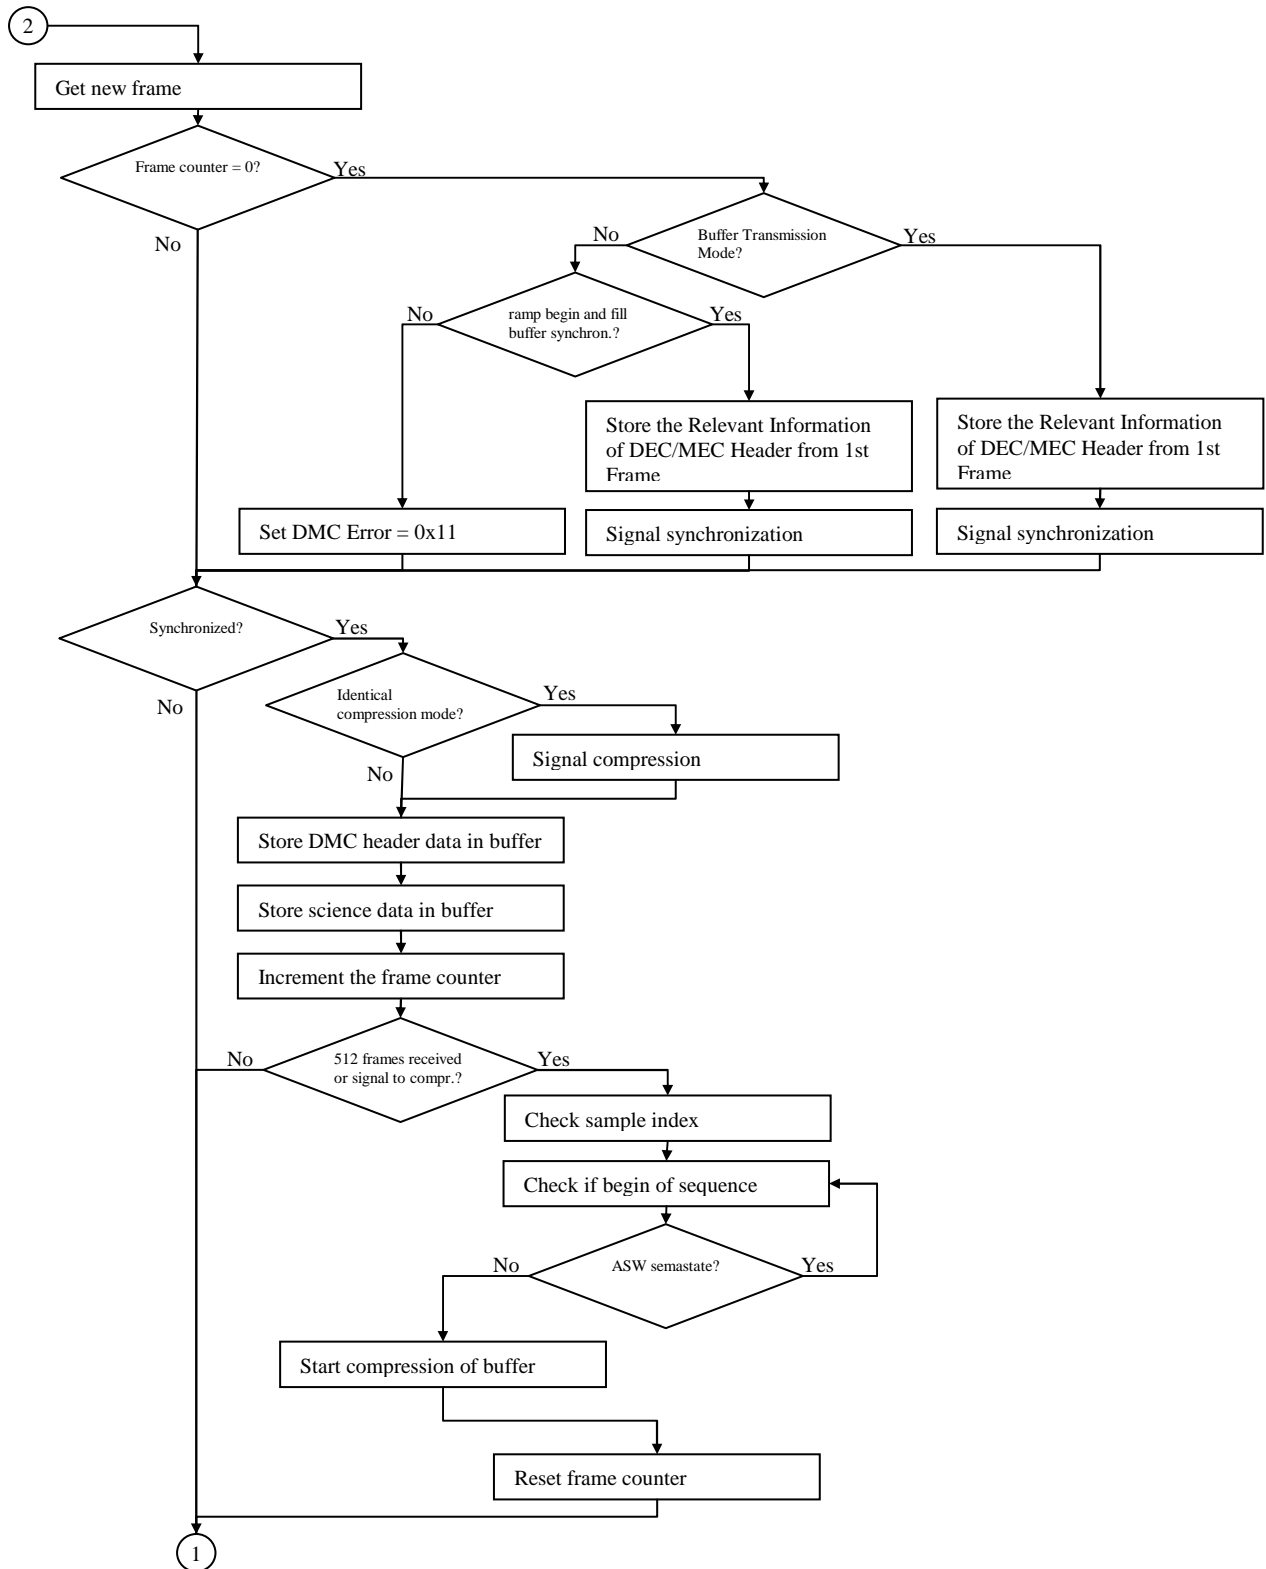 2
Get new frame
Frame counter = 0?
Yes
No
Buffer Transmission
Mode?
No
Yes
ramp begin and fill
buffer synchron.?
No
Yes
Store the Relevant Information
of DEC/MEC Header from 1st
Frame
Store the Relevant Information
of DEC/MEC Header from 1st
Frame
Set DMC Error = 0x11
Signal synchronization
Signal synchronization
Synchronized?
Yes
No
Identical
compression mode?
Yes
Signal compression
No
Store DMC header data in buffer
Store science data in buffer
Increment the frame counter
512 frames received
or signal to compr.?
No
Yes
Check sample index
Check if begin of sequence
ASW semastate?
No
Yes
Start compression of buffer
Reset frame counter
1